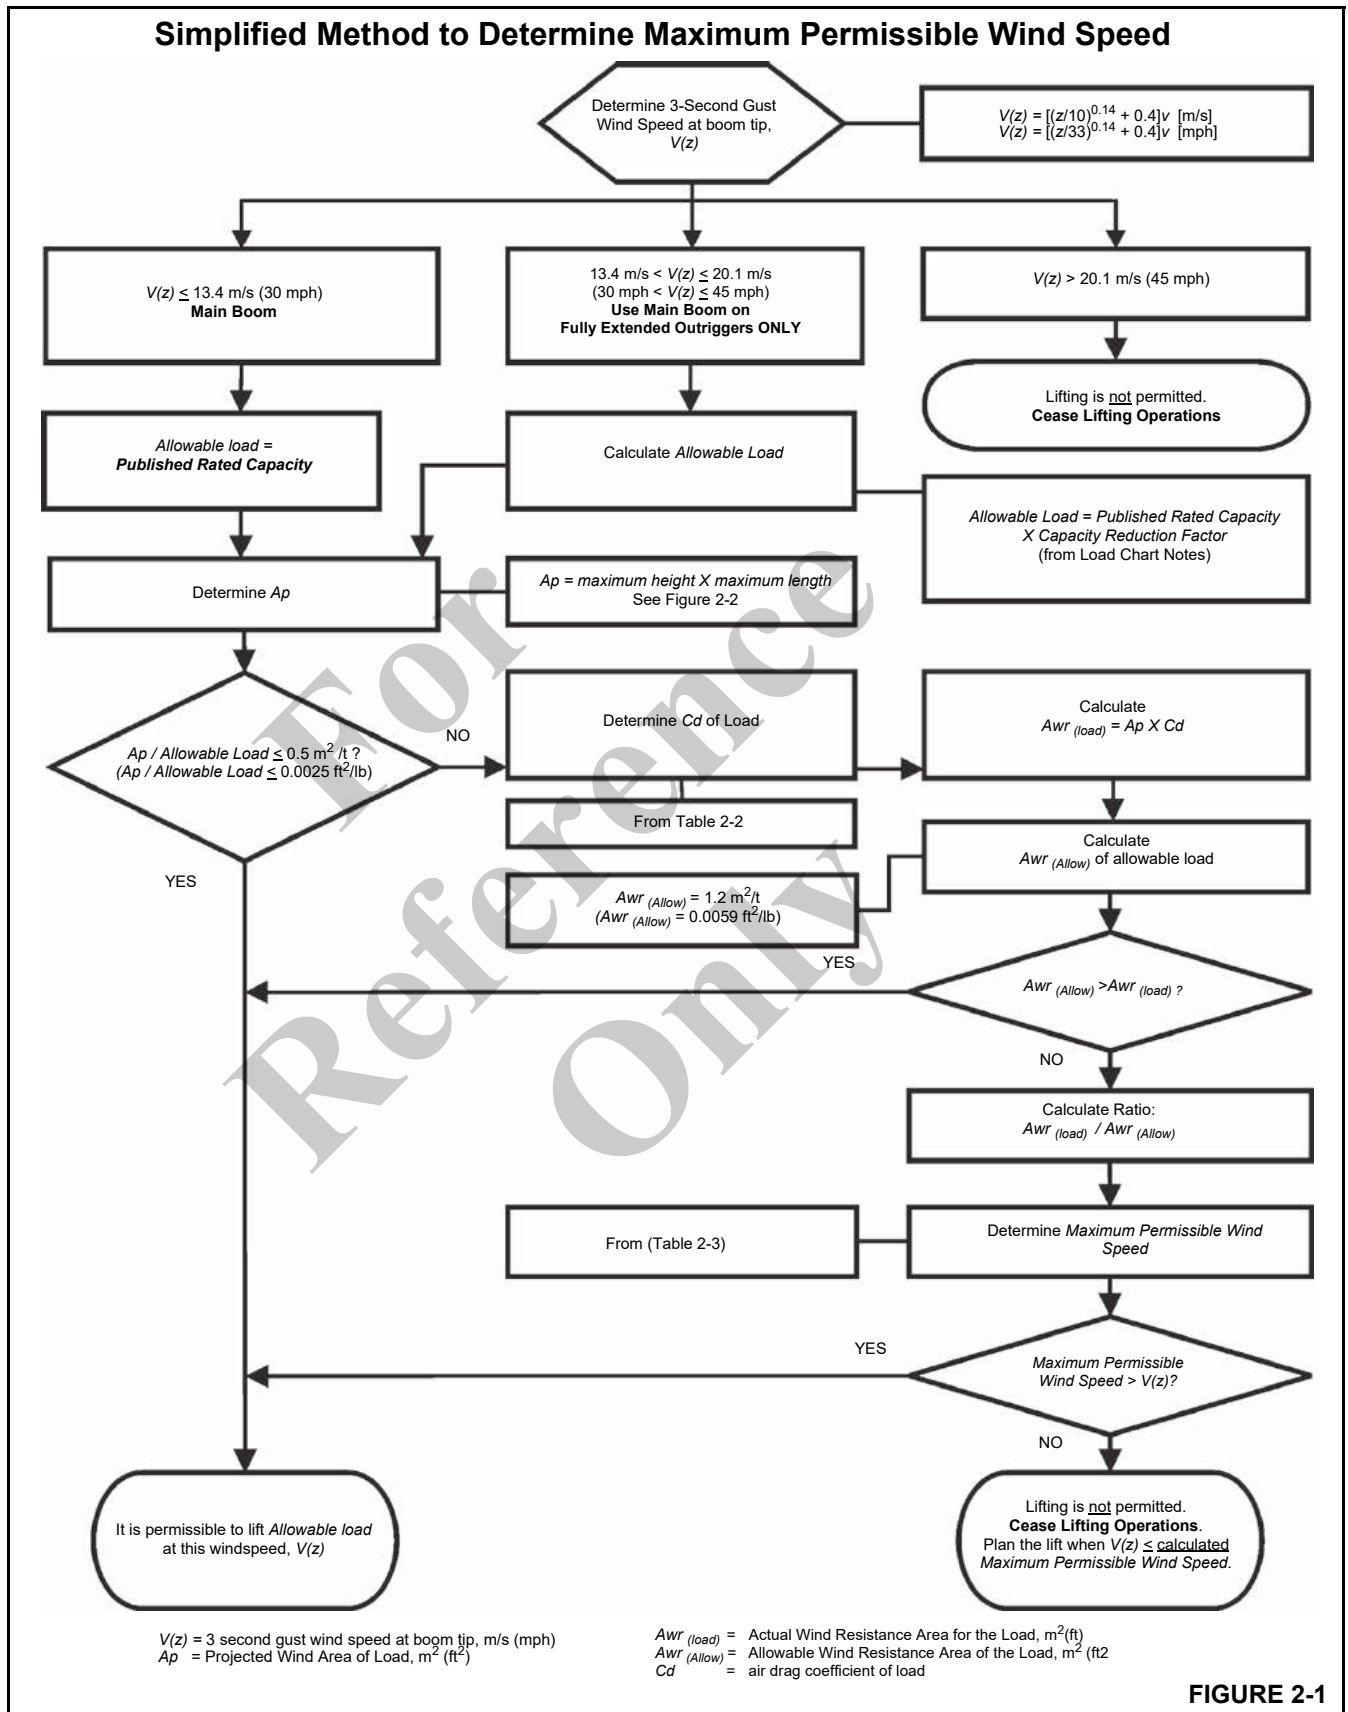 Simplified Method to Determine Maximum Permissible Wind Speed
Determine 3-Second Gust
Wind Speed at boom tip,
V(z)
V(z) = [(z/10)^0.14 + 0.4]v [m/s]
V(z) = [(z/33)^0.14 + 0.4]v [mph]
V(z) ≤ 13.4 m/s (30 mph)
Main Boom
13.4 m/s < V(z) ≤ 20.1 m/s
(30 mph < V(z) ≤ 45 mph)
Use Main Boom on
Fully Extended Outriggers ONLY
V(z) > 20.1 m/s (45 mph)
Lifting is not permitted.
Cease Lifting Operations
Allowable load =
Published Rated Capacity
Calculate Allowable Load
Allowable Load = Published Rated Capacity
X Capacity Reduction Factor
(from Load Chart Notes)
Determine Ap
Ap = maximum height X maximum length
See Figure 2-2
Ap / Allowable Load ≤ 0.5 m² /t ?
(Ap / Allowable Load ≤ 0.0025 ft²/lb)
NO
YES
Determine Cd of Load
From Table 2-2
Calculate
Awr (load) = Ap X Cd
Calculate
Awr (Allow) of allowable load
Awr (Allow) = 1.2 m²/t
(Awr (Allow) = 0.0059 ft²/lb)
YES
Awr (Allow) >Awr (load) ?
NO
Calculate Ratio:
Awr (load) / Awr (Allow)
From (Table 2-3)
Determine Maximum Permissible Wind
Speed
YES
Maximum Permissible
Wind Speed > V(z)?
NO
It is permissible to lift Allowable load
at this windspeed, V(z)
Lifting is not permitted.
Cease Lifting Operations.
Plan the lift when V(z) ≤ calculated
Maximum Permissible Wind Speed.
V(z) = 3 second gust wind speed at boom tip, m/s (mph)
Ap = Projected Wind Area of Load, m² (ft²)
Awr (load) = Actual Wind Resistance Area for the Load, m²(ft)
Awr (Allow) = Allowable Wind Resistance Area of the Load, m² (ft2
Cd = air drag coefficient of load
FIGURE 2-1
For
Reference
Only